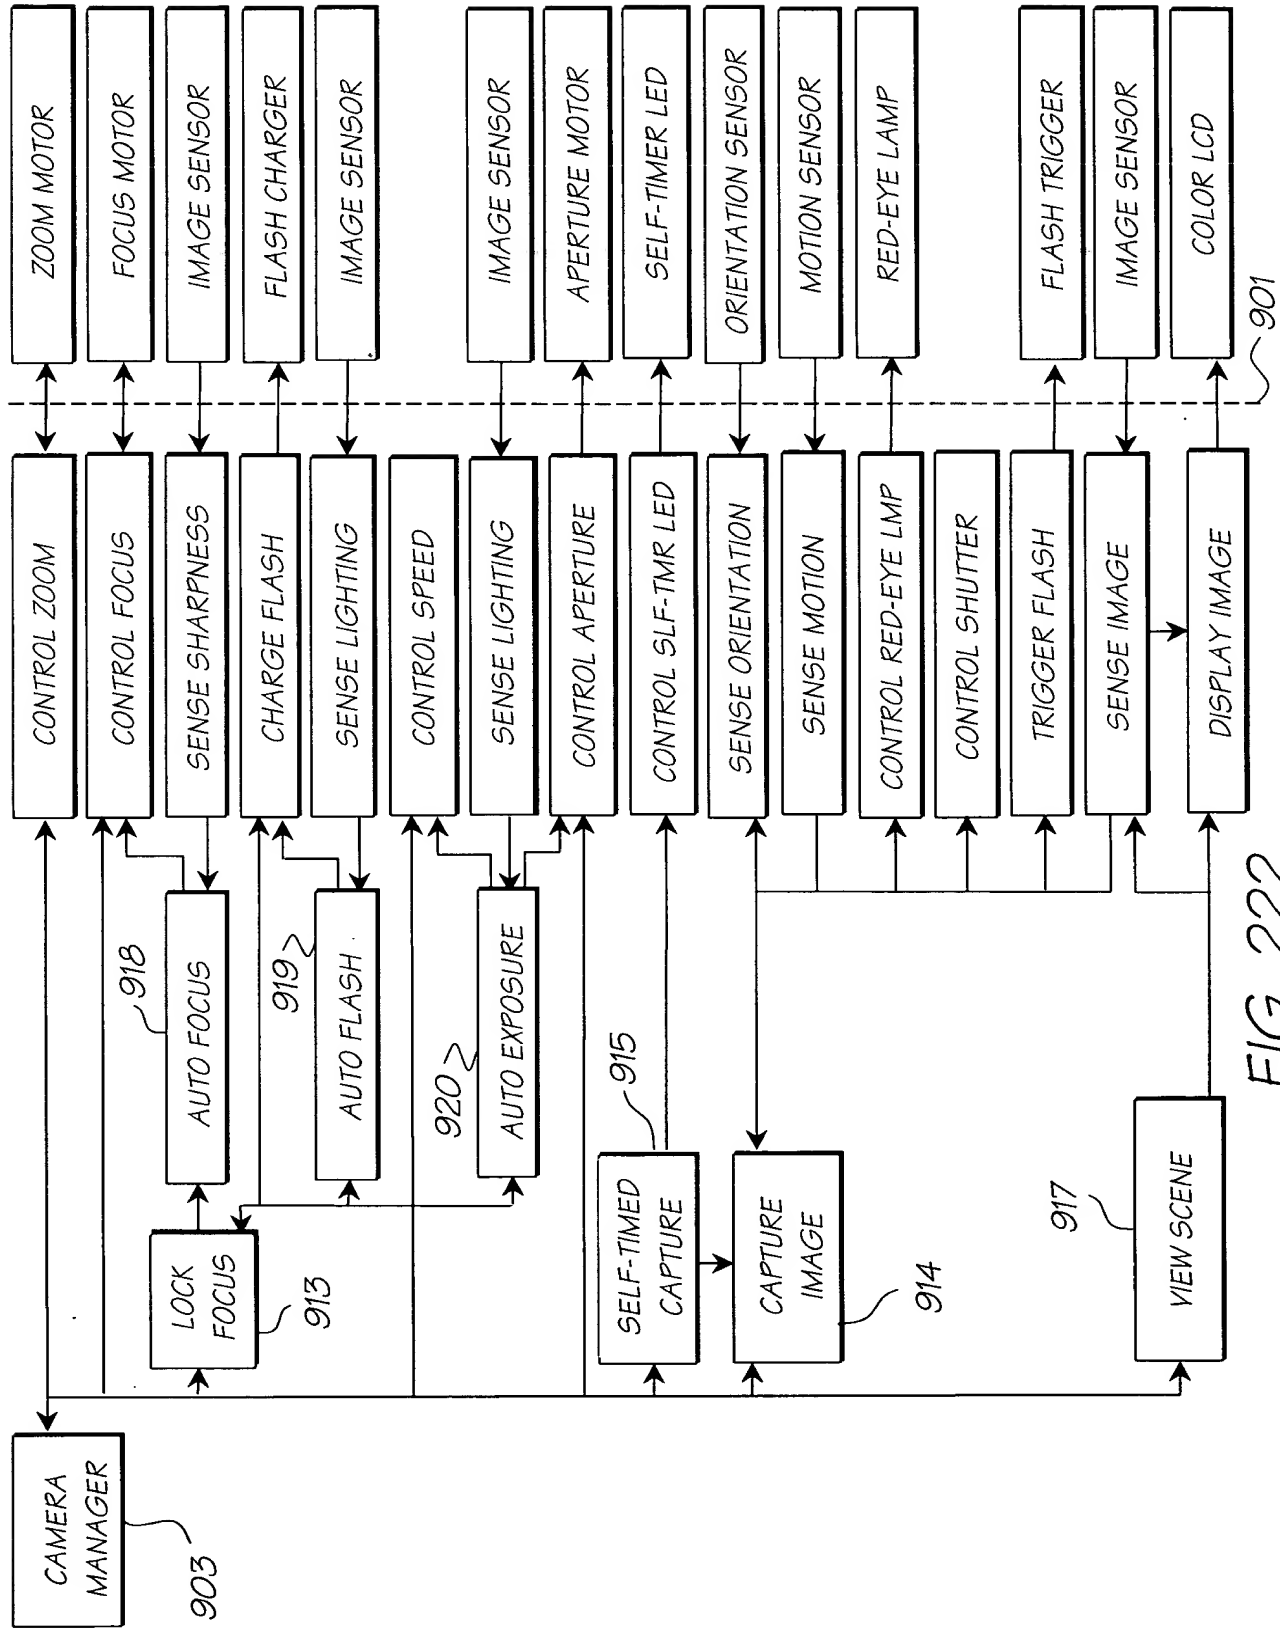 CAMERA
MANAGER
903
LOCK
FOCUS
913
SELF-TIMED
CAPTURE
915
CAPTURE
IMAGE
914
VIEW SCENE
917
AUTO FOCUS
918
AUTO FLASH
919
AUTO EXPOSURE
920
CONTROL ZOOM
CONTROL FOCUS
SENSE SHARPNESS
CHARGE FLASH
SENSE LIGHTING
CONTROL SPEED
SENSE LIGHTING
CONTROL APERTURE
CONTROL SLF-TMR LED
SENSE ORIENTATION
SENSE MOTION
CONTROL RED-EYE LMP
CONTROL SHUTTER
TRIGGER FLASH
SENSE IMAGE
DISPLAY IMAGE
ZOOM MOTOR
FOCUS MOTOR
IMAGE SENSOR
FLASH CHARGER
IMAGE SENSOR
IMAGE SENSOR
APERTURE MOTOR
SELF-TIMER LED
ORIENTATION SENSOR
MOTION SENSOR
RED-EYE LAMP
FLASH TRIGGER
IMAGE SENSOR
COLOR LCD
901
FIG. 222